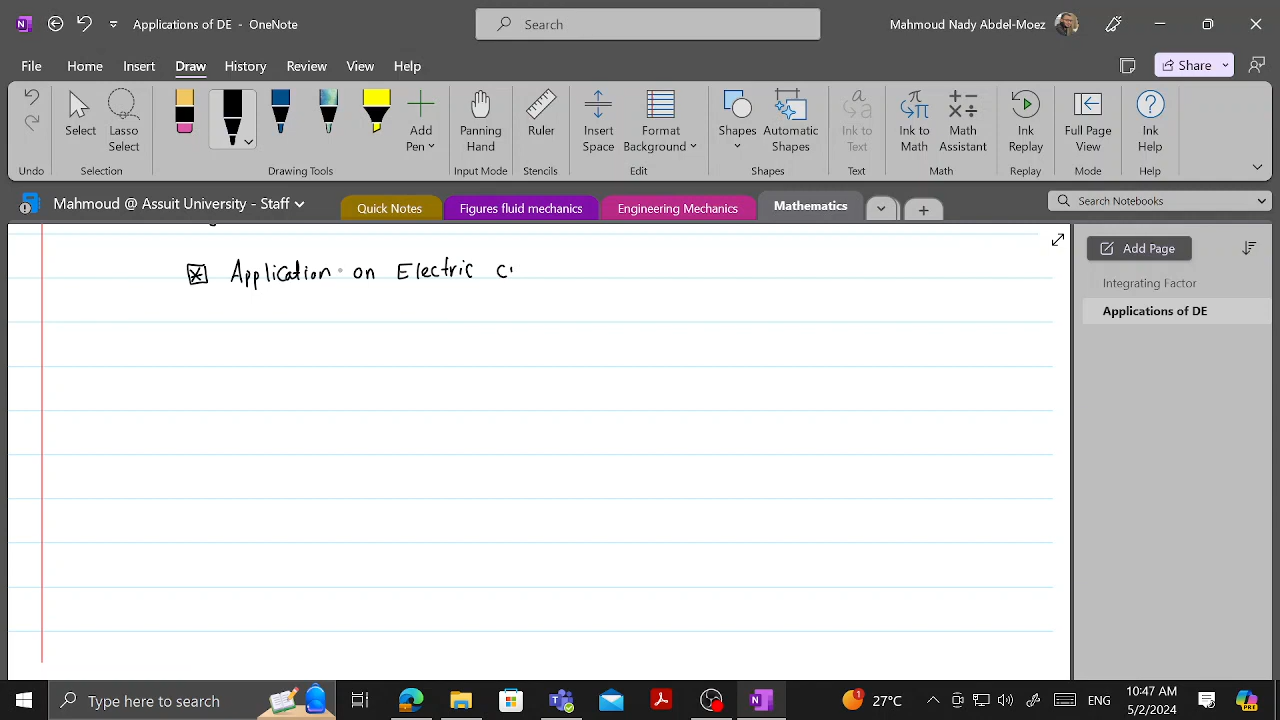 Applications of DE - OneNote
Search
Mahmoud Nady Abdel-Moez
File Home Insert Draw History Review View Help
Share
Select
Lasso Select
Add Pen
Panning Hand
Ruler
Insert Space
Format Background
Shapes
Automatic Shapes
Ink to Text
Ink to Math
Math Assistant
Ink Replay
Full Page View
Ink Help
Undo Selection Drawing Tools Input Mode Stencils Edit Shapes Text Math Replay Mode Help
Mahmoud @ Assuit University - Staff
Quick Notes
Figures fluid mechanics
Engineering Mechanics
Mathematics
Search Notebooks
Add Page
Integrating Factor
Applications of DE
Application on Electric ci
Type here to search
1
27°C
ENG
10:47 AM
5/2/2024
PRE